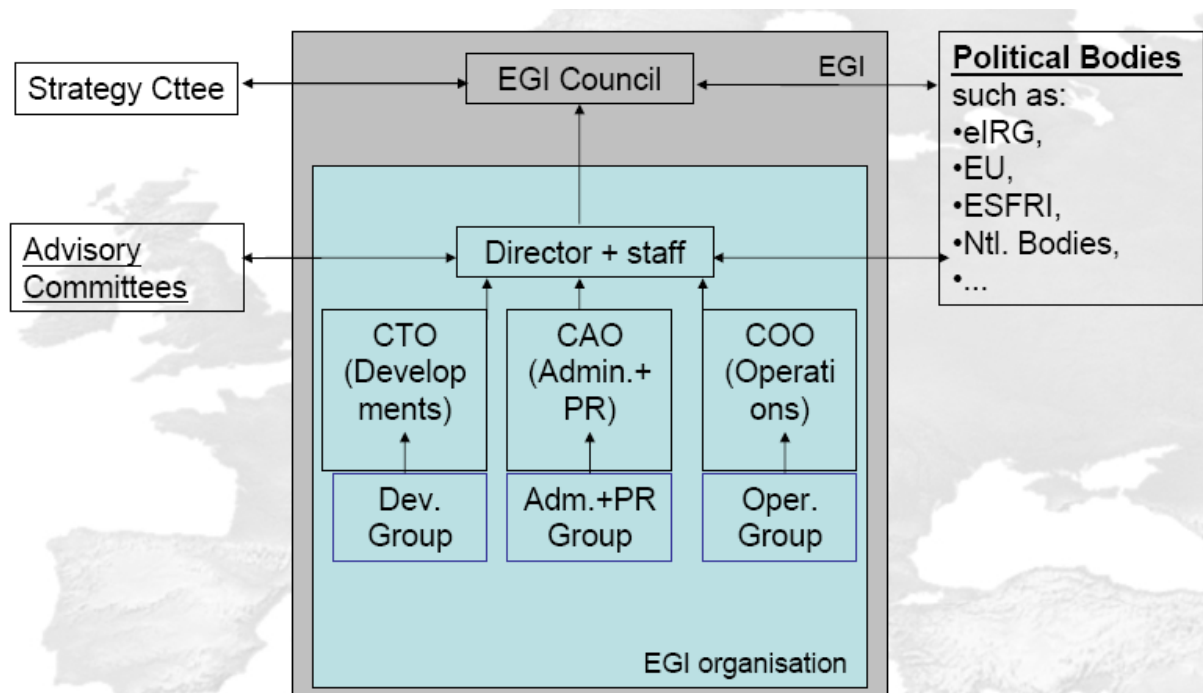 Strategy Cttee
EGI Council
EGI
Political Bodies
such as:
•eIRG,
•EU,
•ESFRI,
•Ntl. Bodies,
•...
Advisory
Committees
Director + staff
CTO
(Develop
ments)
CAO
(Admin.+
PR)
COO
(Operati
ons)
Dev.
Group
Adm.+PR
Group
Oper.
Group
EGI organisation